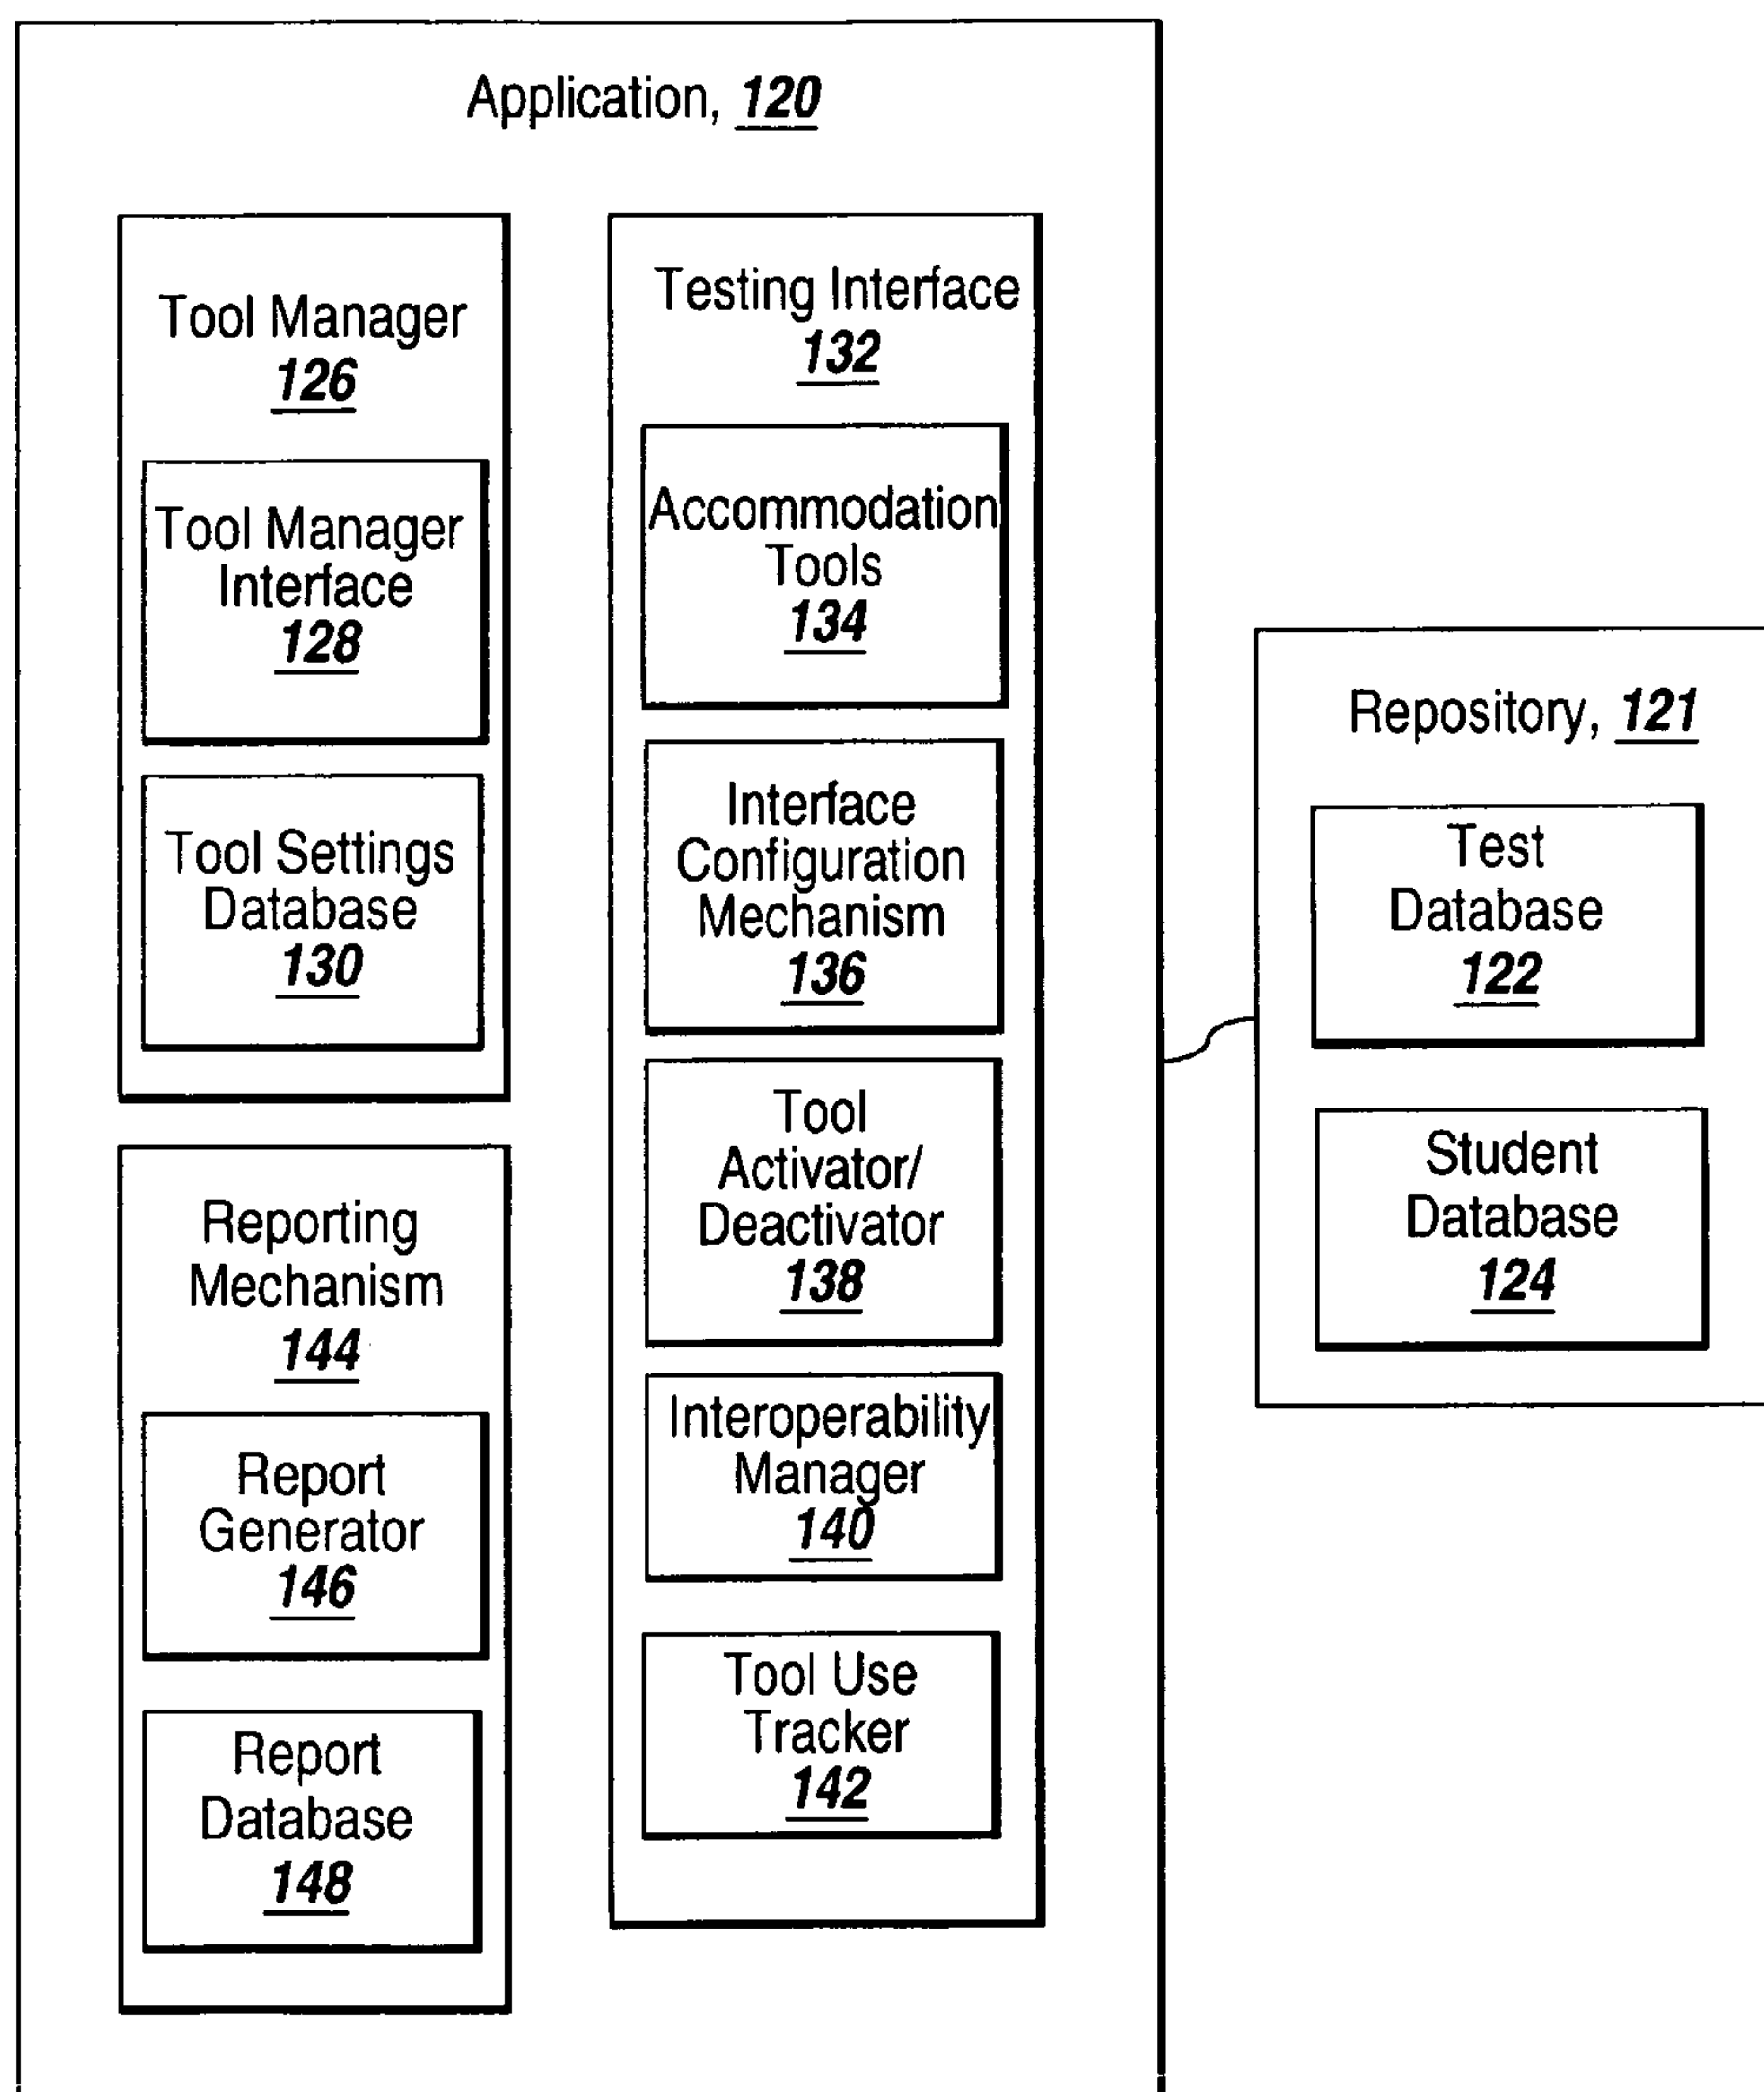 Application, 120
Tool Manager
126
Tool Manager
Interface
128
Tool Settings
Database
130
Reporting
Mechanism
144
Report
Generator
146
Report
Database
148
Testing Interface
132
Accommodation
Tools
134
Interface
Configuration
Mechanism
136
Tool
Activator/
Deactivator
138
Interoperability
Manager
140
Tool Use
Tracker
142
Repository, 121
Test
Database
122
Student
Database
124